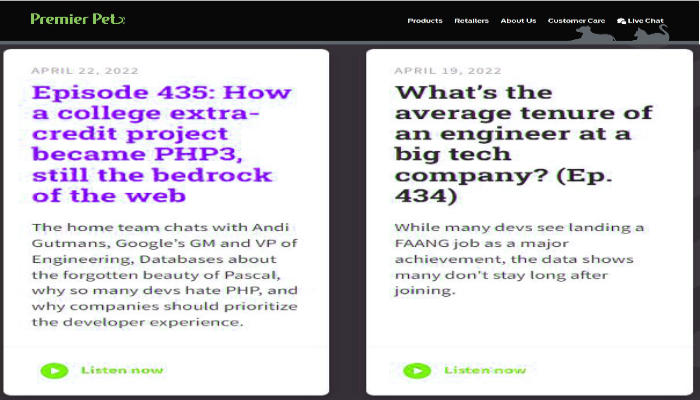 Premier Pet
Products Retailers About Us Customer Care Live Chat
APRIL 22, 2022
Episode 435: How
a college extra-
credit project
became PHP3,
still the bedrock
of the web
The home team chats with Andi
Gutmans, Google's GM and VP of
Engineering, Databases about
the forgotten beauty of Pascal,
why so many devs hate PHP, and
why companies should prioritize
the developer experience.
Listen now
APRIL 19, 2022
What's the
average tenure of
an engineer at a
big tech
company? (Ep.
434)
While many devs see landing a
FAANG job as a major
achievement, the data shows
many don't stay long after
joining.
Listen now